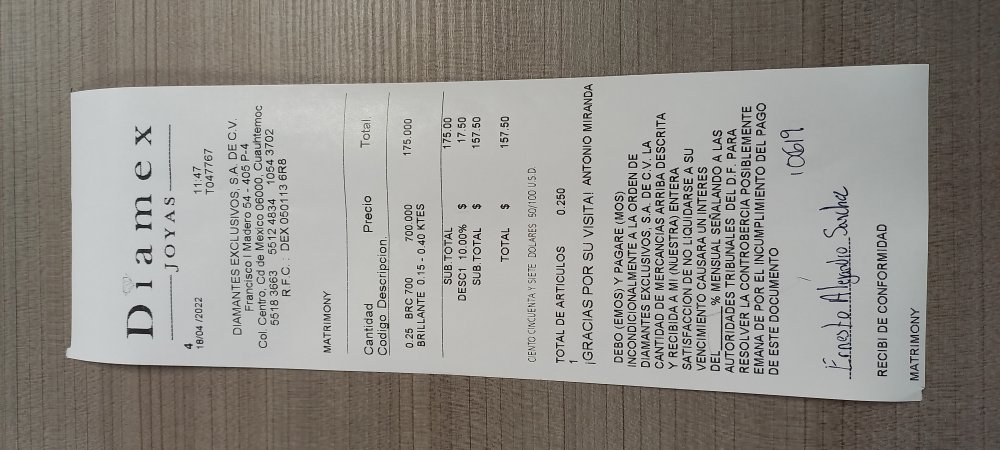 Diamex
JOYAS
4
18/04 /2022 11:47
T047767
DIAMANTES EXCLUSIVOS, S.A. DE C.V.
Francisco I Madero 54 - 405 P-4
Col. Centro, Cd de Mexico 06000, Cuauhtemoc
5518 3663 5512 4834 1054 3702
R.F.C. : DEX 050113 6R8
MATRIMONY
Cantidad Precio Total.
Codigo Descripcion
0.25 BRC 700 700.000 175.000
BRILLANTE 0.15 - 0.40 KTES
SUB.TOTAL 175.00
DESC1 10.00% $ 17.50
SUB.TOTAL $ 157.50
TOTAL $ 157.50
CIENTO CINCUENTA Y SIETE DOLARES 50/100 U.S.D.
TOTAL DE ARTICULOS 0.250
1
¡GRACIAS POR SU VISITA! ANTONIO MIRANDA
DEBO (EMOS) Y PAGARE (MOS)
INCONDICIONALMENTE A LA ORDEN DE
DIAMANTES EXCLUSIVOS, S.A. DE C.V. LA
CANTIDAD DE MERCANCIAS ARRIBA DESCRITA
Y RECIBIDA A MI (NUESTRA) ENTERA
SATISFACCION DE NO LIQUIDARSE A SU
VENCIMIENTO CAUSARA UN INTERES
DEL ____ % MENSUAL SEÑALANDO A LAS
AUTORIDADES TRIBUNALES DEL D.F. PARA
RESOLVER LA CONTROBERCIA POSIBLEMENTE
EMANA DE POR EL INCUMPLIMIENTO DEL PAGO
DE ESTE DOCUMENTO
10619
Ernesto Alejandro Sanchez
RECIBI DE CONFORMIDAD
MATRIMONY